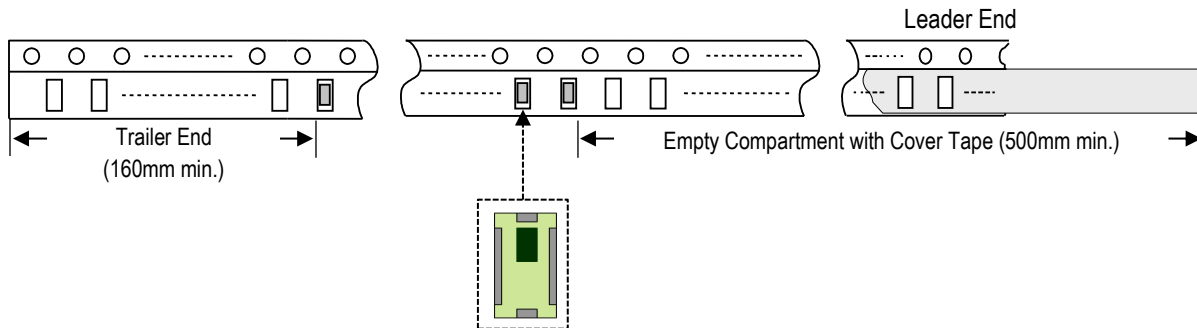 Leader End
Trailer End
(160mm min.)
Empty Compartment with Cover Tape (500mm min.)